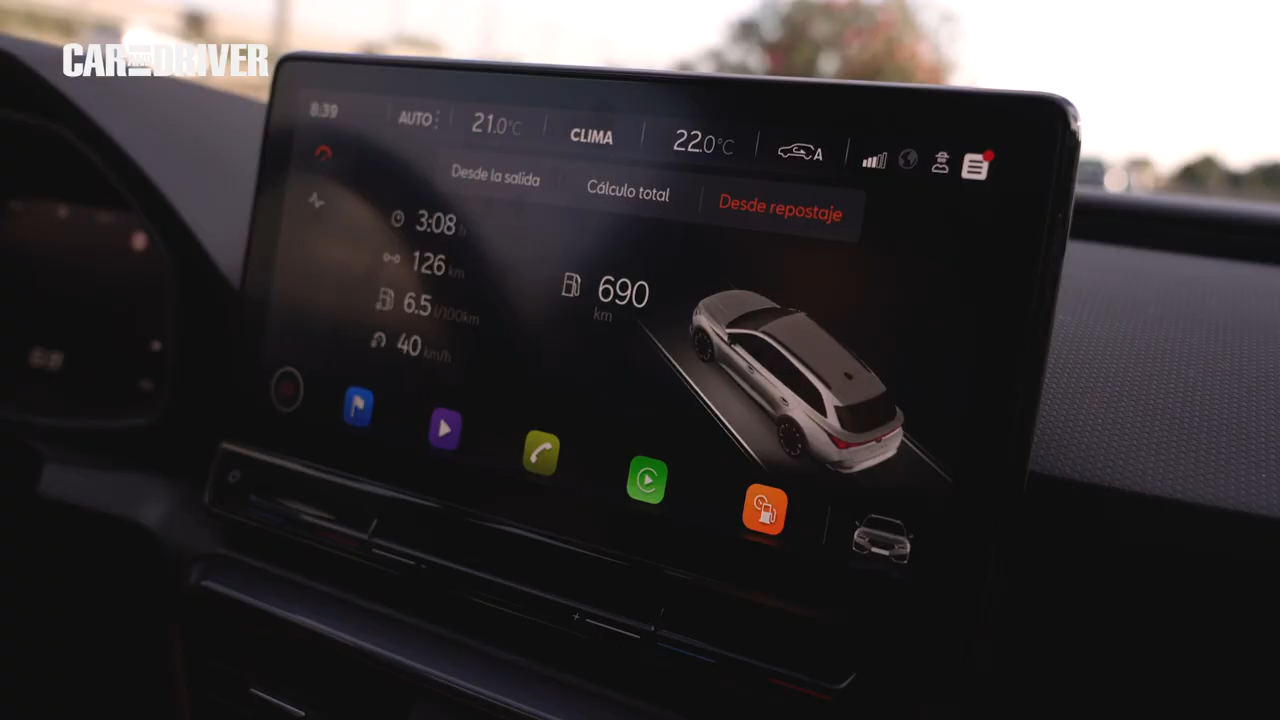 CAR AND DRIVER
8:39
AUTO
21.0°C
CLIMA
22.0°C
A
Desde la salida
Cálculo total
Desde repostaje
3:08 h
126 km
6.5 l/100km
40 km/h
690
km